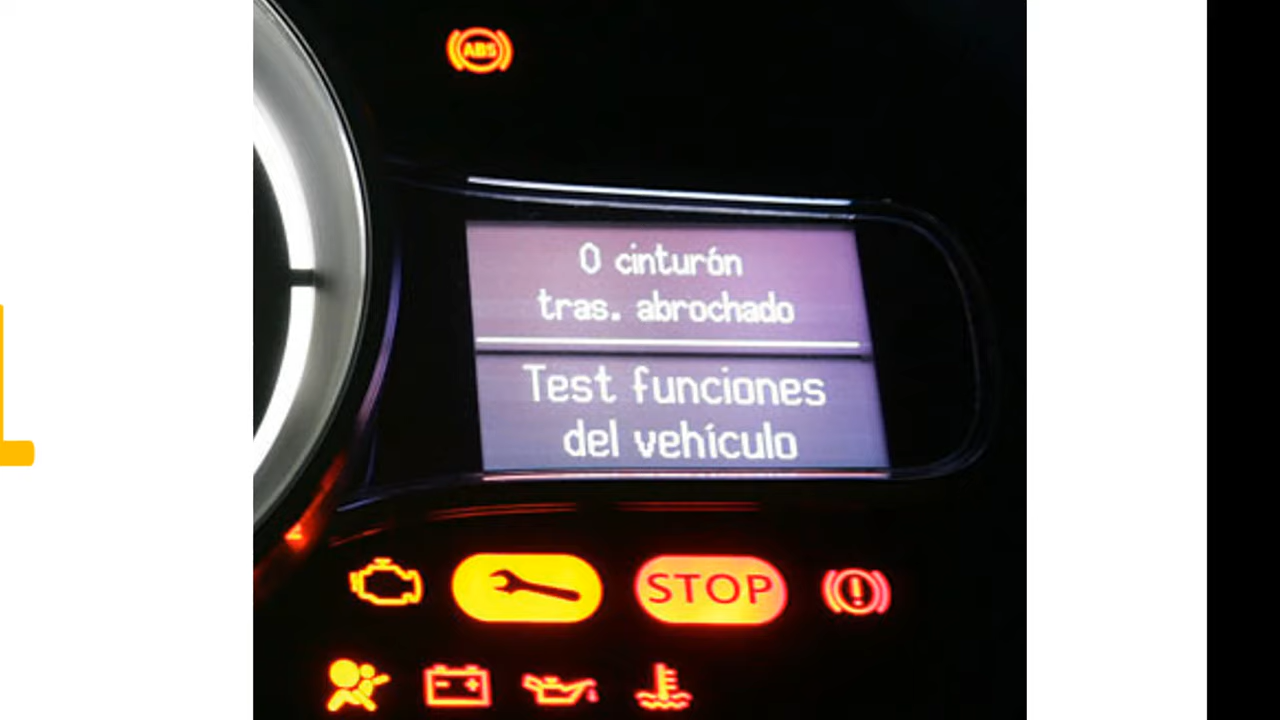 ABS
0 cinturón
tras. abrochado
Test funciones
del vehículo
STOP